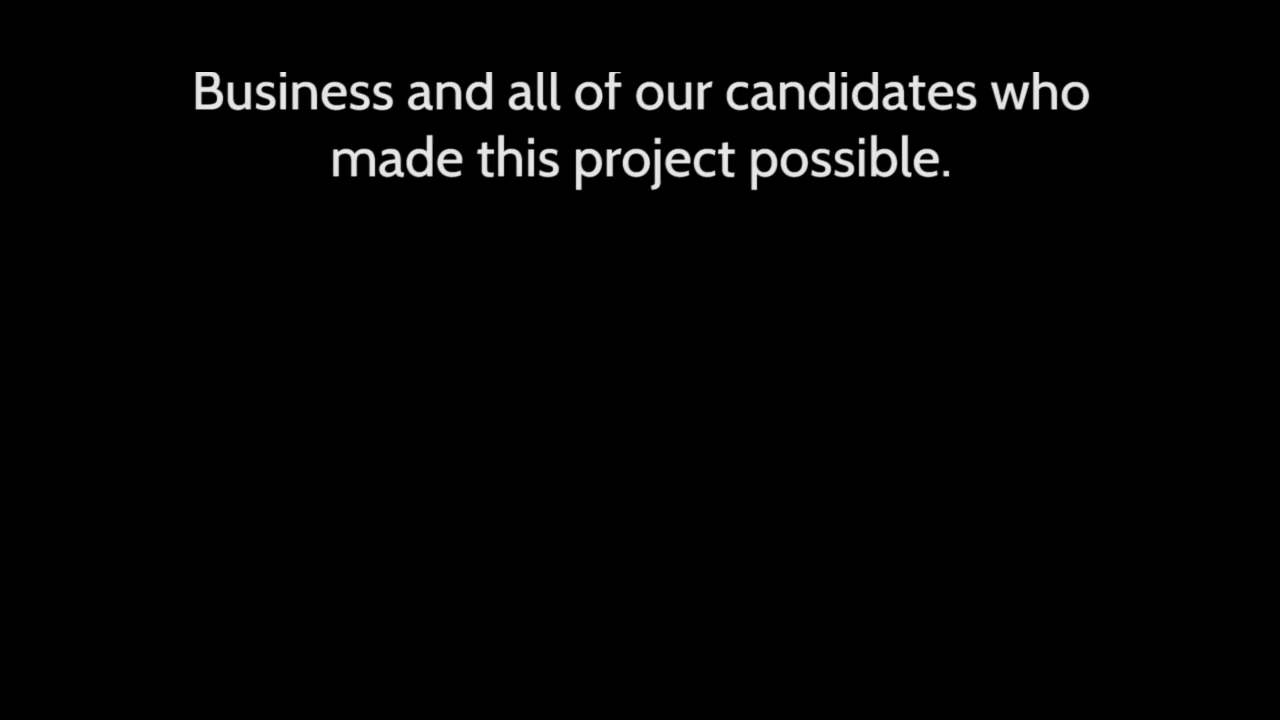 Business and all of our candidates who
made this project possible.